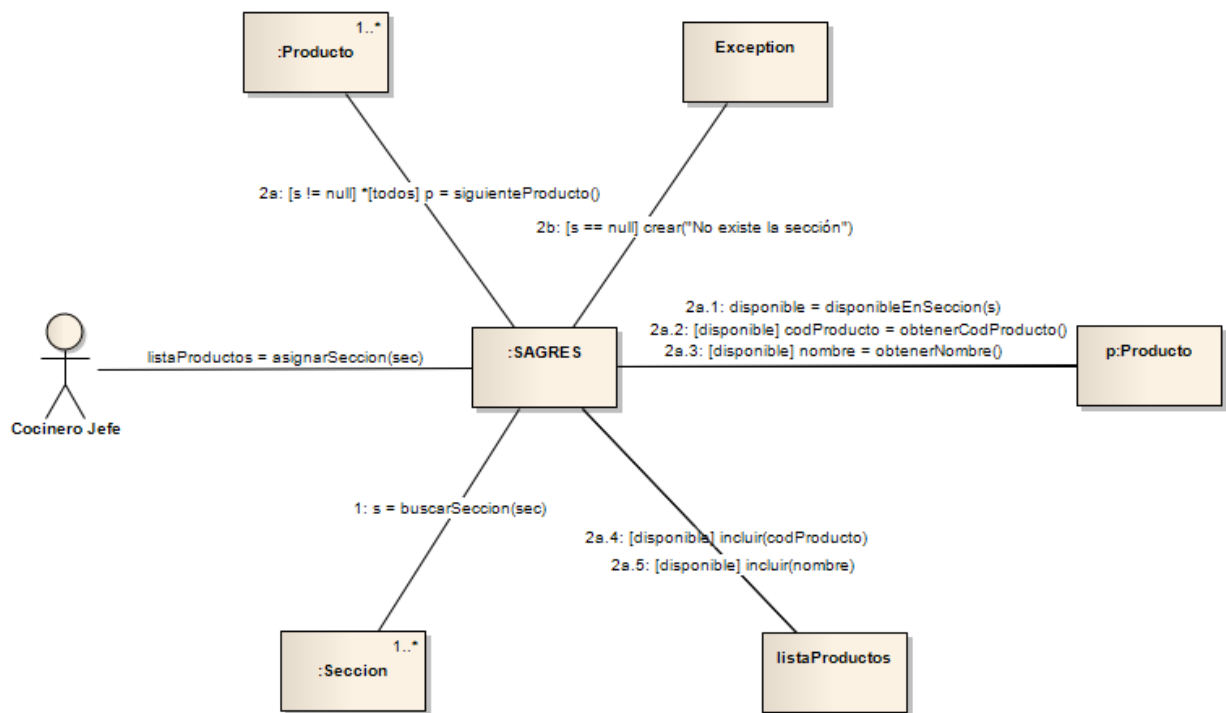 1..*
:Producto
Exception
2a: [s != null] *[todos] p = siguienteProducto()
2b: [s == null] crear("No existe la sección")
2a.1: disponible = disponibleEnSeccion(s)
2a.2: [disponible] codProducto = obtenerCodProducto()
2a.3: [disponible] nombre = obtenerNombre()
:SAGRES
p:Producto
listaProductos = asignarSeccion(sec)
Cocinero Jefe
1: s = buscarSeccion(sec)
2a.4: [disponible] incluir(codProducto)
2a.5: [disponible] incluir(nombre)
1..*
:Seccion
listaProductos